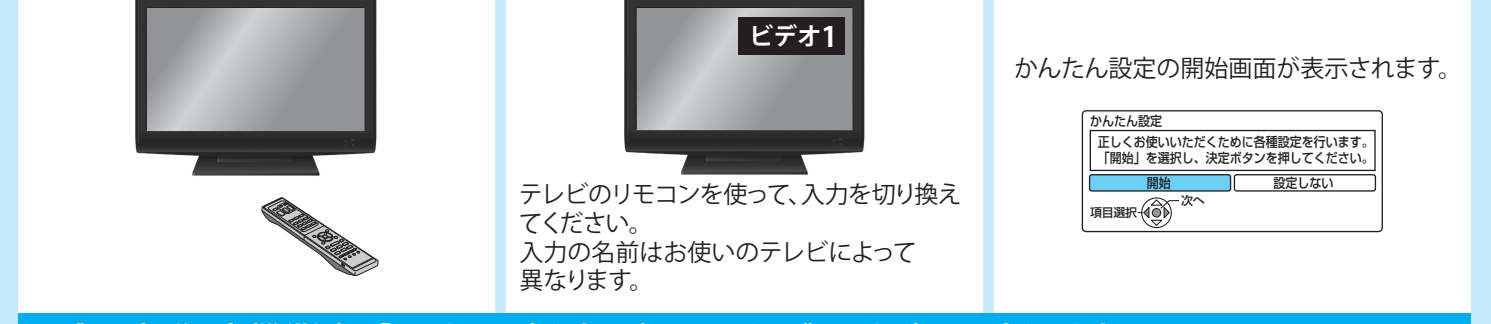 ビデオ1
テレビのリモコンを使って、入力を切り換え
てください。
入力の名前はお使いのテレビによって
異なります。
かんたん設定の開始画面が表示されます。
かんたん設定
正しくお使いいただくために各種設定を行います。
「開始」を選択し、決定ボタンを押してください。
開始
設定しない
項目選択
次へ